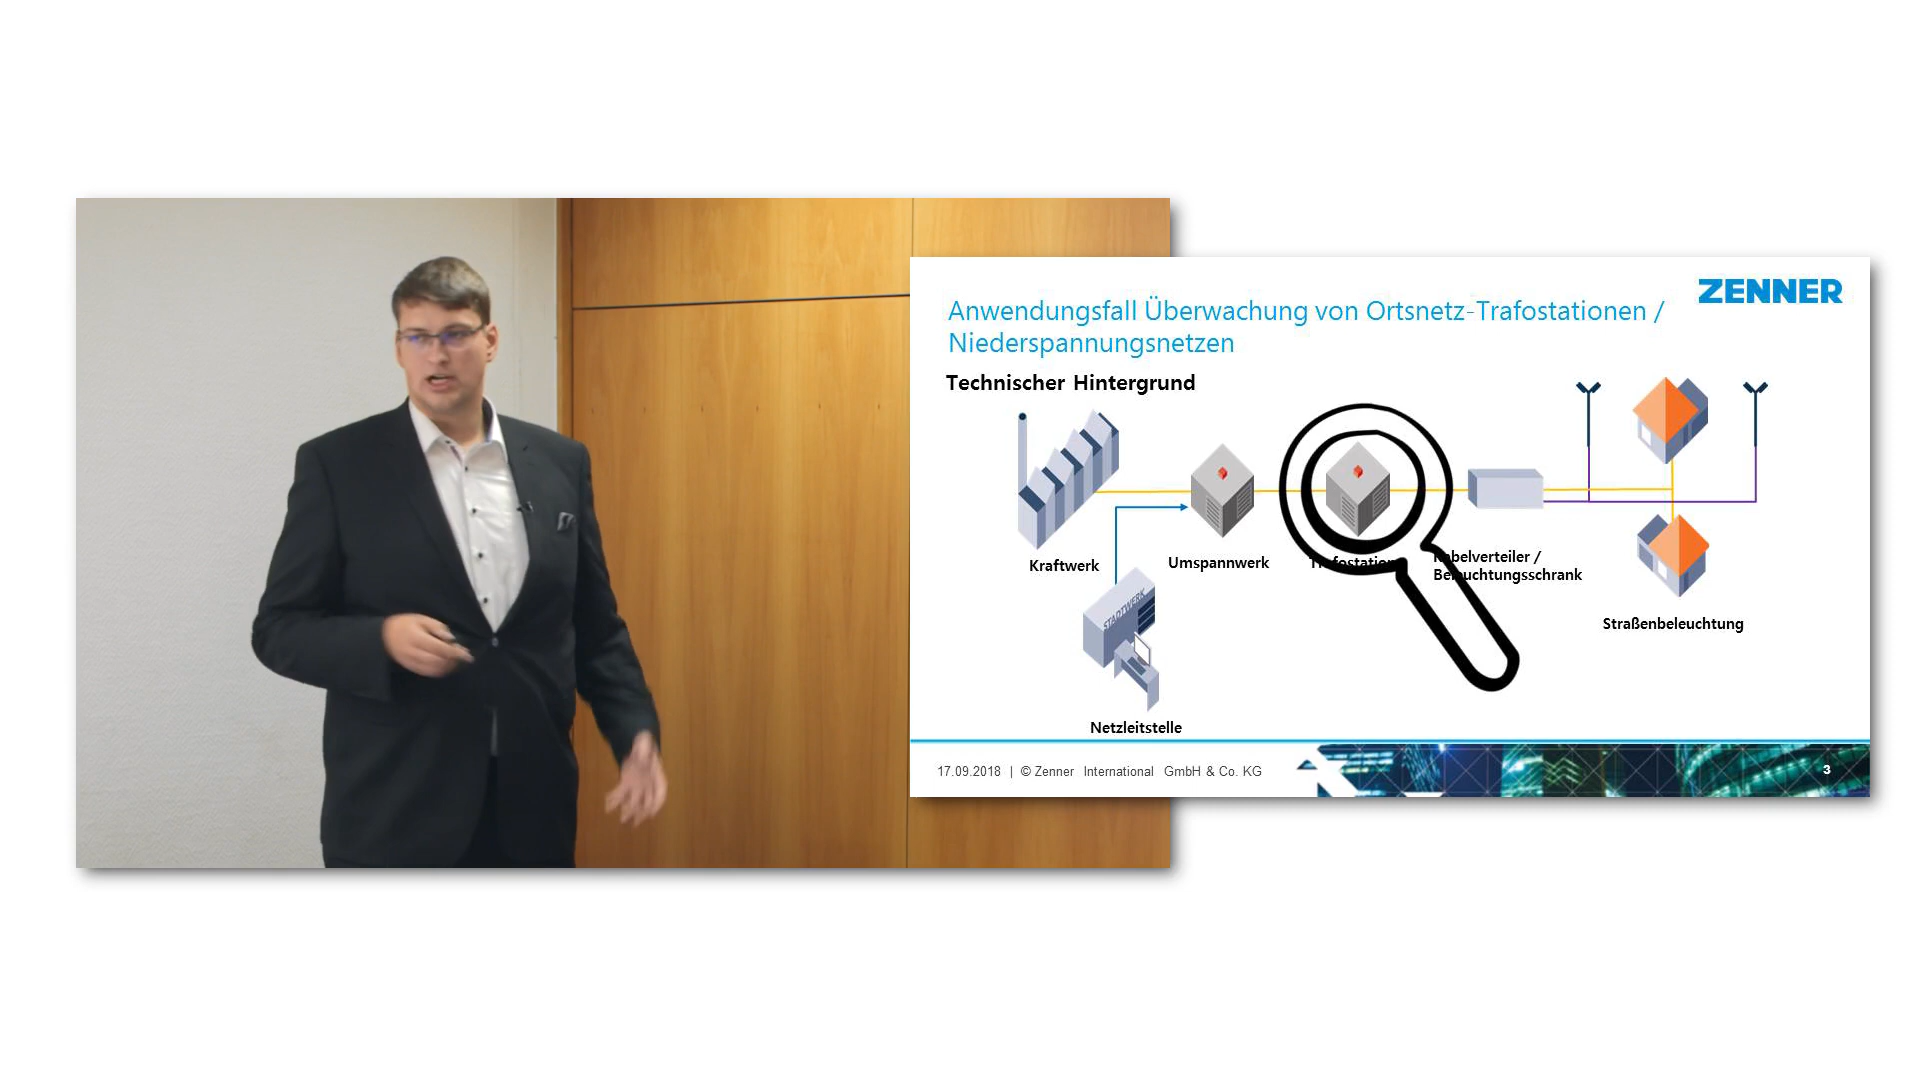 ZENNER
Anwendungsfall Überwachung von Ortsnetz-Trafostationen /
Niederspannungsnetzen
Technischer Hintergrund
Kraftwerk
Umspannwerk
Trafostation
Kabelverteiler /
Beleuchtungsschrank
Straßenbeleuchtung
STADTWERK
Netzleitstelle
17.09.2018 | © Zenner International GmbH & Co. KG
3